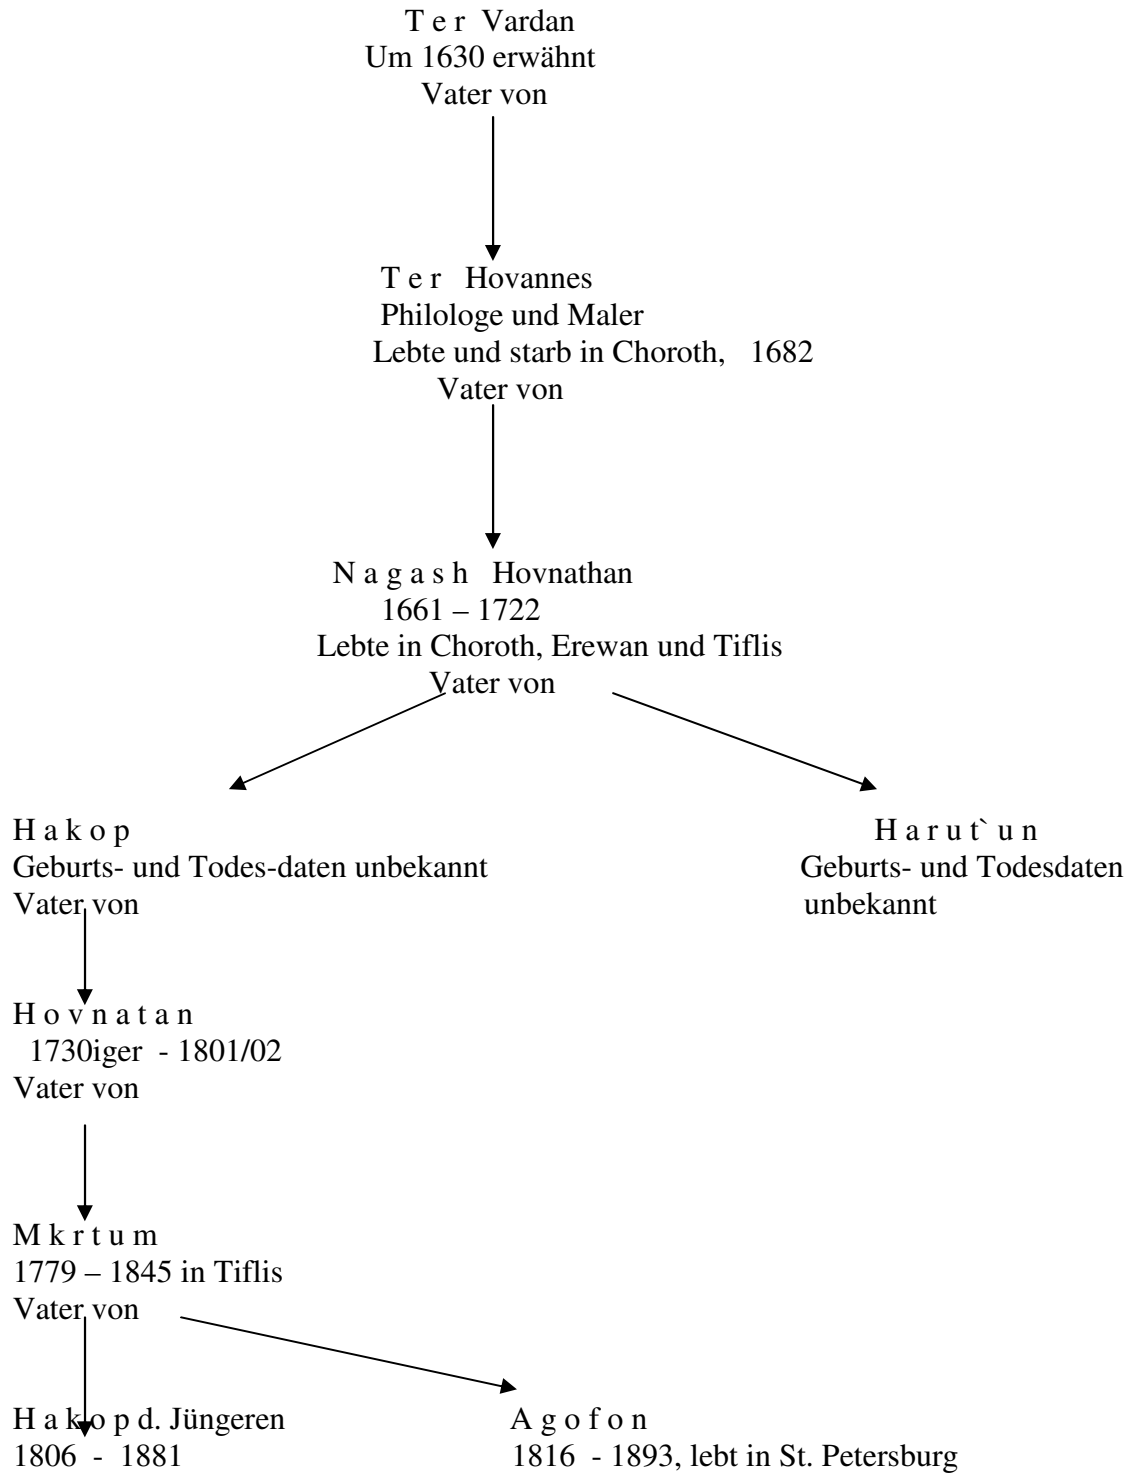 T e r Vardan
Um 1630 erwähnt
Vater von
T e r Hovannes
Philologe und Maler
Lebte und starb in Choroth, 1682
Vater von
N a g a s h Hovnathan
1661 – 1722
Lebte in Choroth, Erewan und Tiflis
Vater von
H a k o p
Geburts- und Todes-daten unbekannt
Vater von
H a r u t` u n
Geburts- und Todesdaten
unbekannt
H o v n a t a n
1730iger - 1801/02
Vater von
M k r t u m
1779 – 1845 in Tiflis
Vater von
H a k o p d. Jüngeren
1806 - 1881
A g o f o n
1816 - 1893, lebt in St. Petersburg